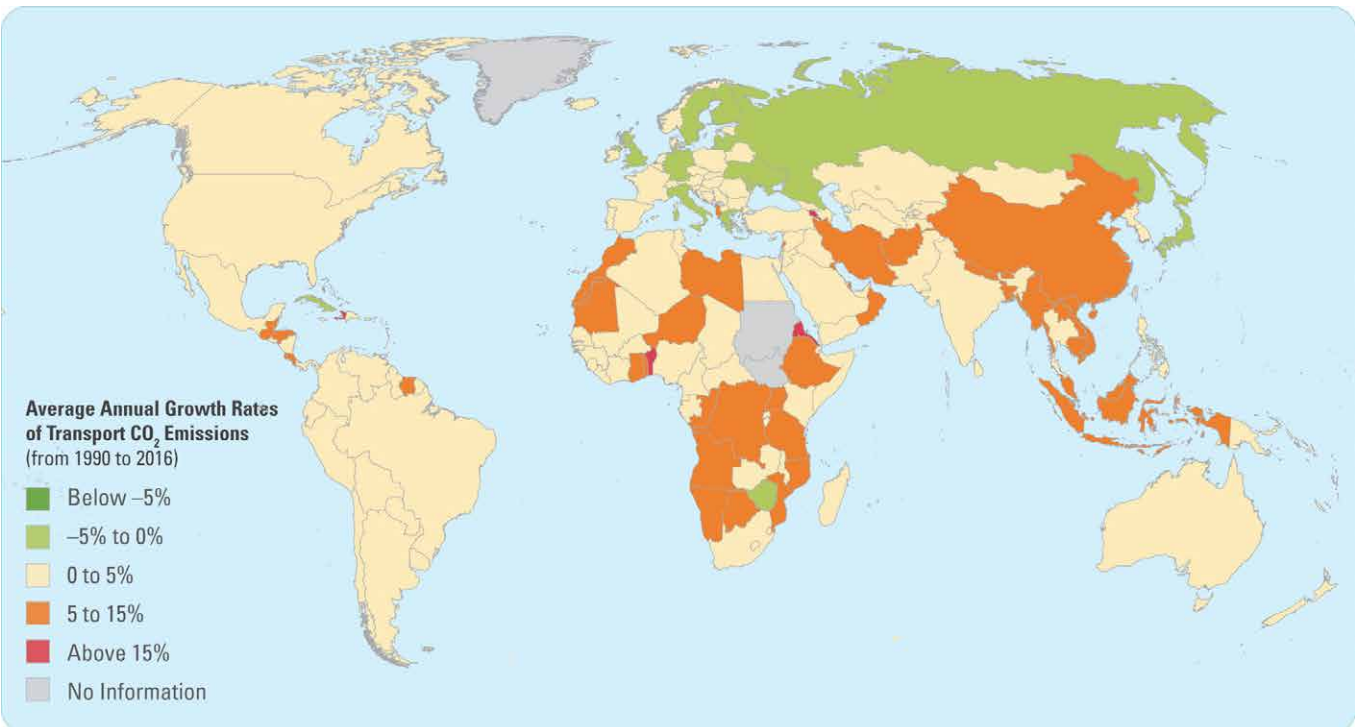 Average Annual Growth Rates
of Transport CO₂ Emissions
(from 1990 to 2016)
Below –5%
–5% to 0%
0 to 5%
5 to 15%
Above 15%
No Information